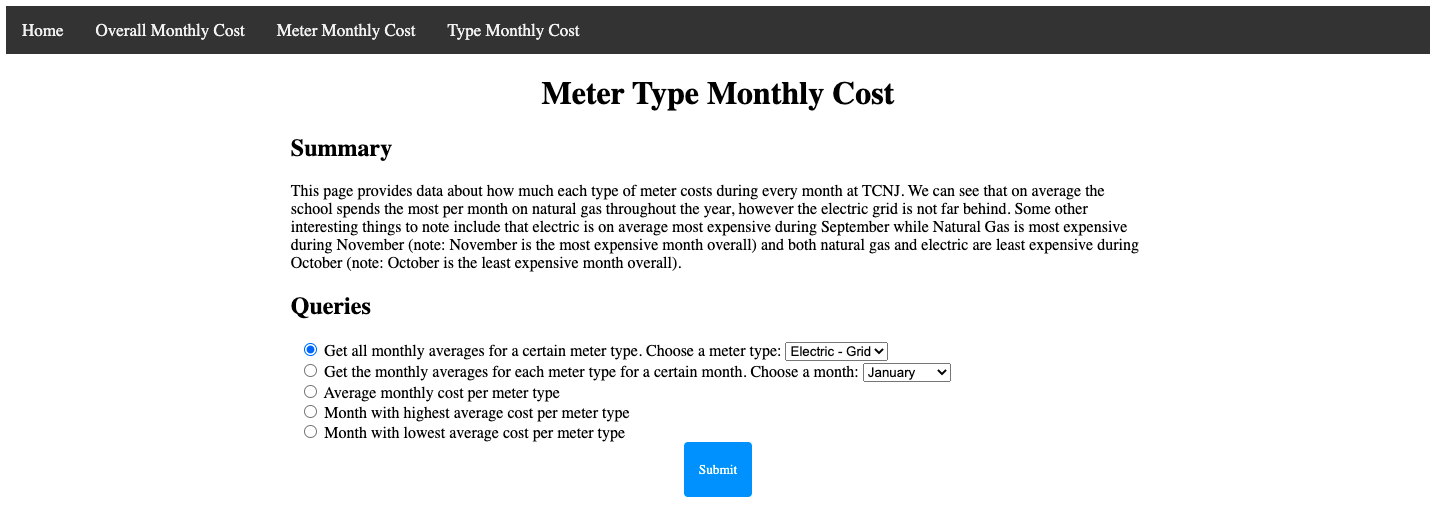 Home Overall Monthly Cost Meter Monthly Cost Type Monthly Cost
Meter Type Monthly Cost
Summary
This page provides data about how much each type of meter costs during every month at TCNJ. We can see that on average the
school spends the most per month on natural gas throughout the year, however the electric grid is not far behind. Some other
interesting things to note include that electric is on average most expensive during September while Natural Gas is most expensive
during November (note: November is the most expensive month overall) and both natural gas and electric are least expensive during
October (note: October is the least expensive month overall).
Queries
Get all monthly averages for a certain meter type. Choose a meter type: Electric - Grid
Get the monthly averages for each meter type for a certain month. Choose a month: January
Average monthly cost per meter type
Month with highest average cost per meter type
Month with lowest average cost per meter type
Submit